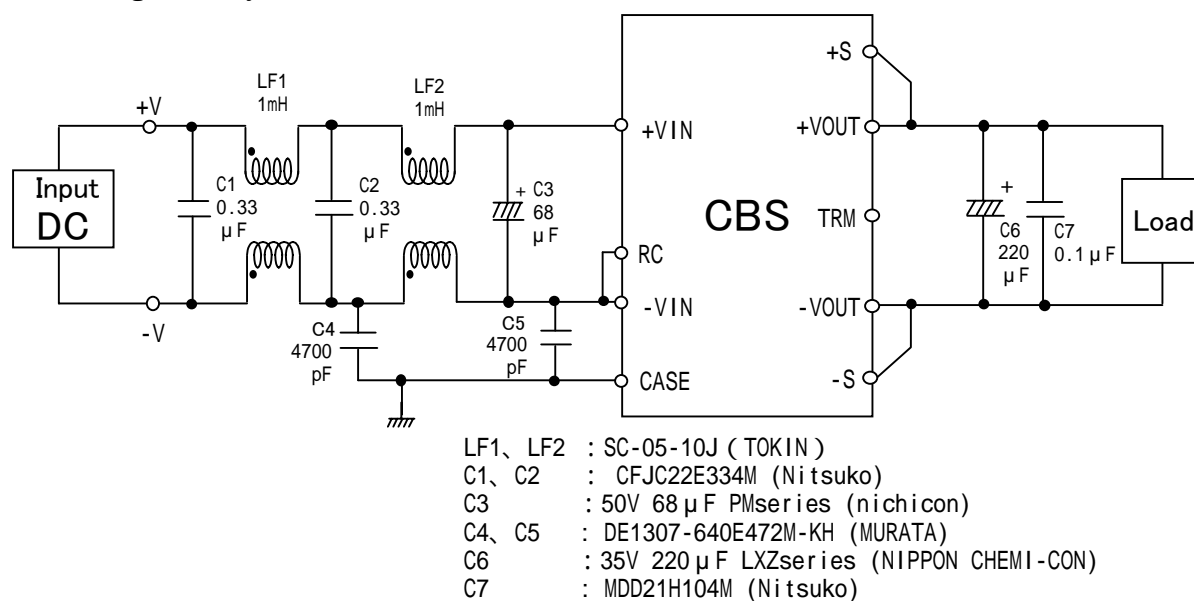 LF1
1mH
LF2
1mH
+V
-V
Input
DC
C1
0.33
μF
C2
0.33
μF
+
C3
68
μF
C4
4700
pF
C5
4700
pF
+VIN
RC
-VIN
CASE
CBS
+S
+VOUT
TRM
-VOUT
-S
+
C6
220
μF
C7
0.1μF
Load
LF1、LF2 : SC-05-10J (TOKIN)
C1、C2 : CFJC22E334M (Nitsuko)
C3 : 50V 68μF PMseries (nichicon)
C4、C5 : DE1307-640E472M-KH (MURATA)
C6 : 35V 220μF LXZseries (NIPPON CHEMI-CON)
C7 : MDD21H104M (Nitsuko)